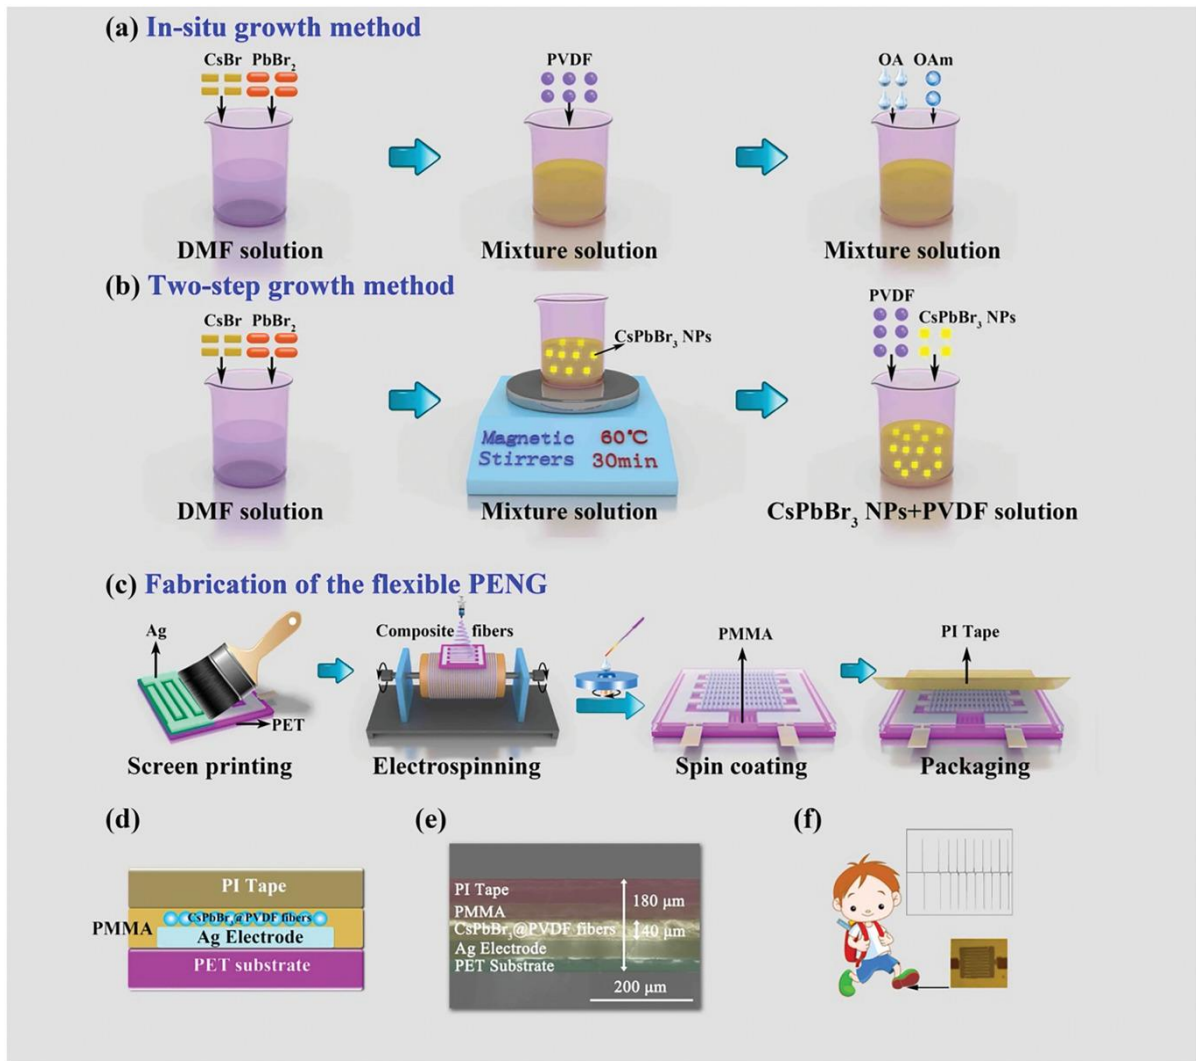 (a) In-situ growth method
CsBr PbBr₂
PVDF
OA OAm
DMF solution
Mixture solution
Mixture solution
(b) Two-step growth method
CsBr PbBr₂
CsPbBr₃ NPs
PVDF
CsPbBr₃ NPs
Magnetic 60℃
Stirrers 30min
DMF solution
Mixture solution
CsPbBr₃ NPs+PVDF solution
(c) Fabrication of the flexible PENG
Ag
PET
Composite fibers
PMMA
PI Tape
Screen printing
Electrospinning
Spin coating
Packaging
(d)
PI Tape
PMMA
CsPbBr₃@PVDF fibers
Ag Electrode
PET substrate
(e)
PI Tape
180 μm
PMMA
CsPbBr₃@PVDF fibers
40 μm
Ag Electrode
PET Substrate
200 μm
(f)